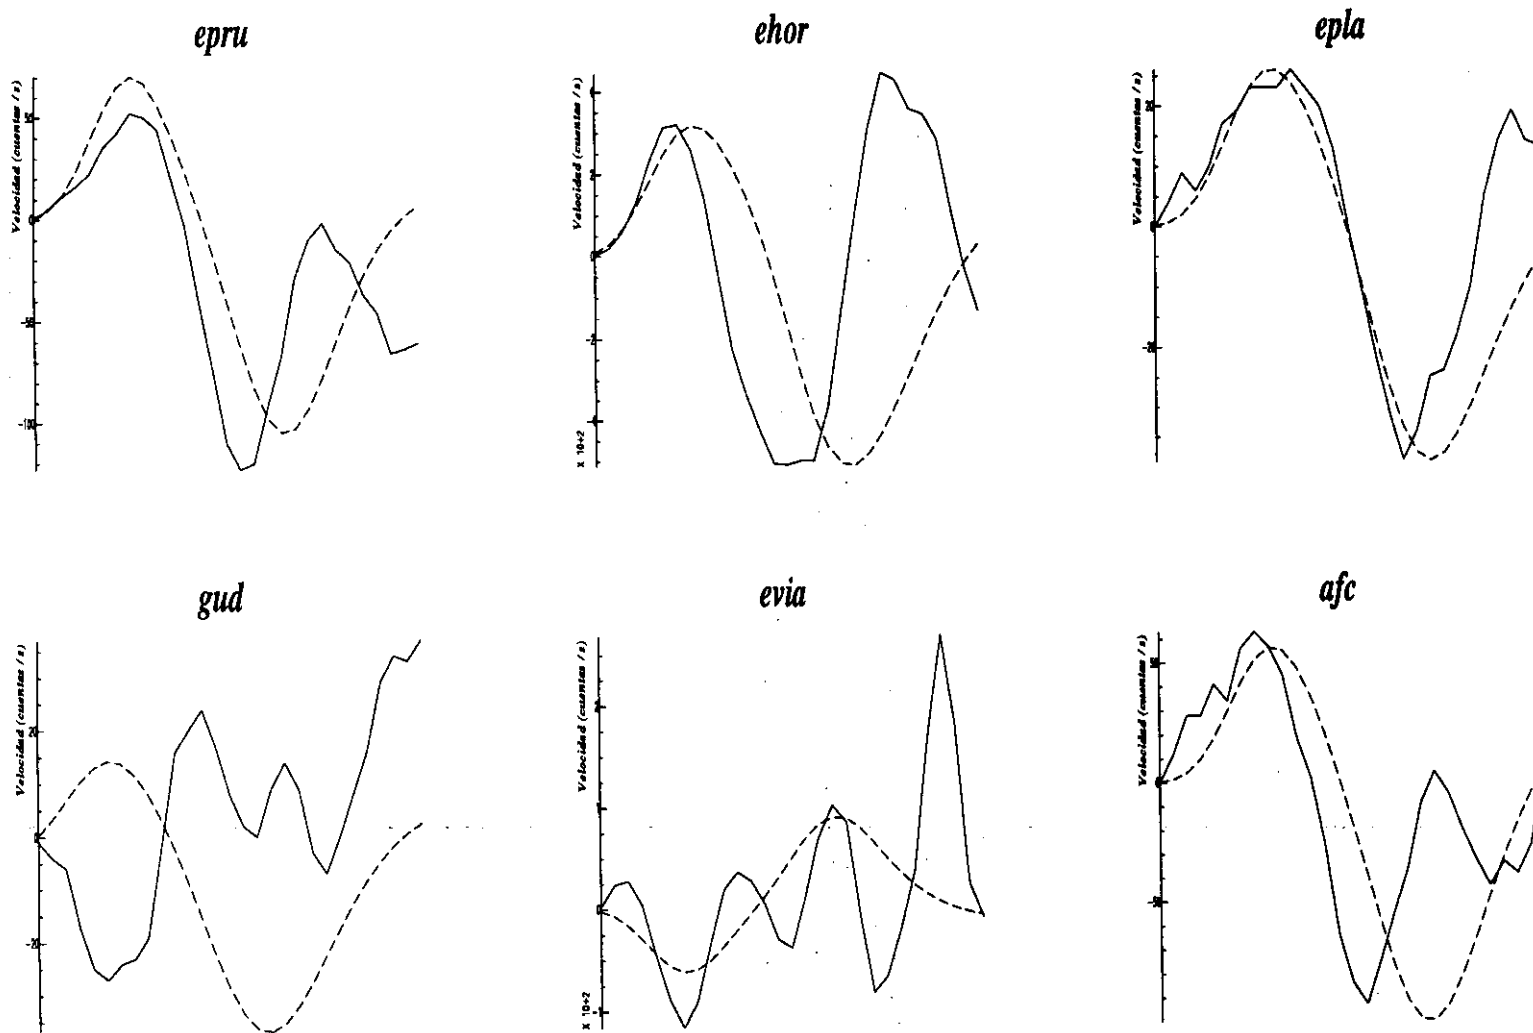 epru
ehor
epla
Velocidad (cuentas / s)
50
0
-50
-100
Velocidad (cuentas / s)
2
0
-2
-4
X 10+2
Velocidad (cuentas / s)
20
0
-20
gud
evia
afc
Velocidad (cuentas / s)
20
0
-20
Velocidad (cuentas / s)
2
1
0
-1
X 10+2
Velocidad (cuentas / s)
50
0
-50